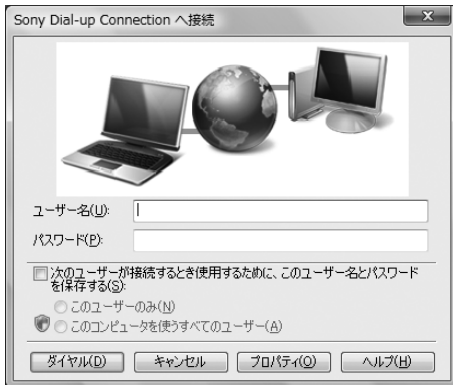 Sony Dial-up Connection へ接続
ユーザー名(U):
パスワード(P):
次のユーザーが接続するとき使用するために、このユーザー名とパスワード
を保存する(S):
このユーザーのみ(N)
このコンピュータを使うすべてのユーザー(A)
ダイヤル(D) キャンセル プロパティ(O) ヘルプ(H)